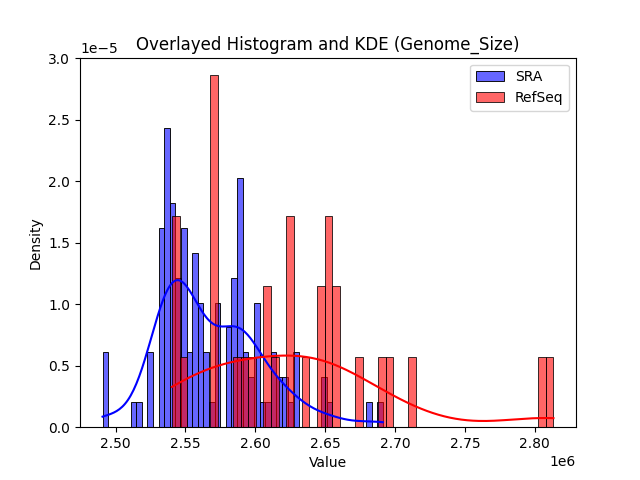 Overlayed Histogram and KDE (Genome_Size)
1e−5
SRA
RefSeq
3.0
2.5
2.0
1.5
1.0
0.5
0.0
Density
2.50 2.55 2.60 2.65 2.70 2.75 2.80
1e6
Value